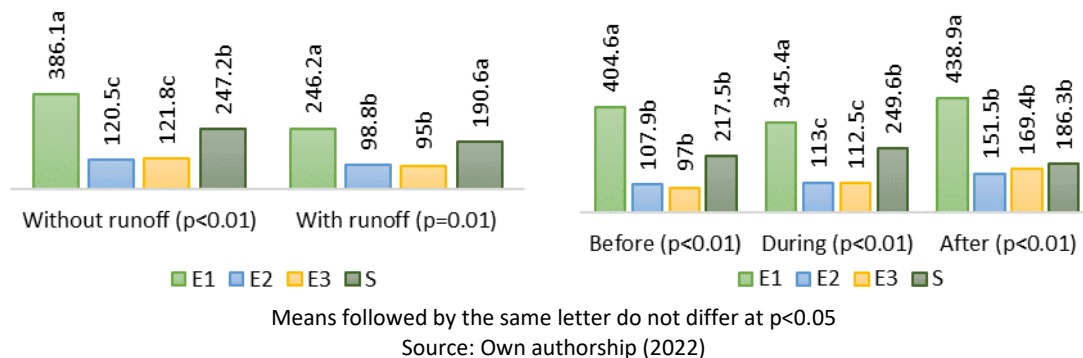 386.1a 120.5c 121.8c 247.2b 246.2a 98.8b 95b 190.6a
Without runoff (p<0.01) With runoff (p=0.01)
E1 E2 E3 S
404.6a 107.9b 97b 217.5b 345.4a 113c 112.5c 249.6b 438.9a 151.5b 169.4b 186.3b
Before (p<0.01) During (p<0.01) After (p<0.01)
E1 E2 E3 S
Means followed by the same letter do not differ at p<0.05
Source: Own authorship (2022)